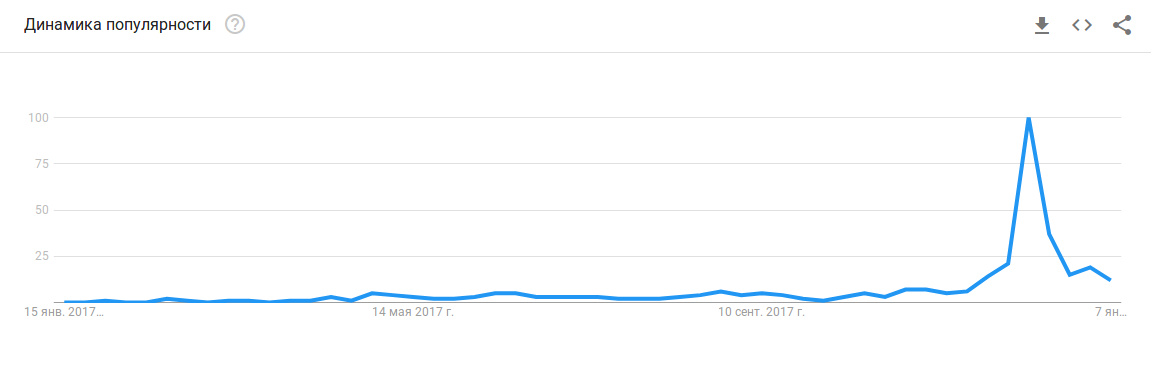 Динамика популярности
100
75
50
25
15 янв. 2017…
14 мая 2017 г.
10 сент. 2017 г.
7 ян…